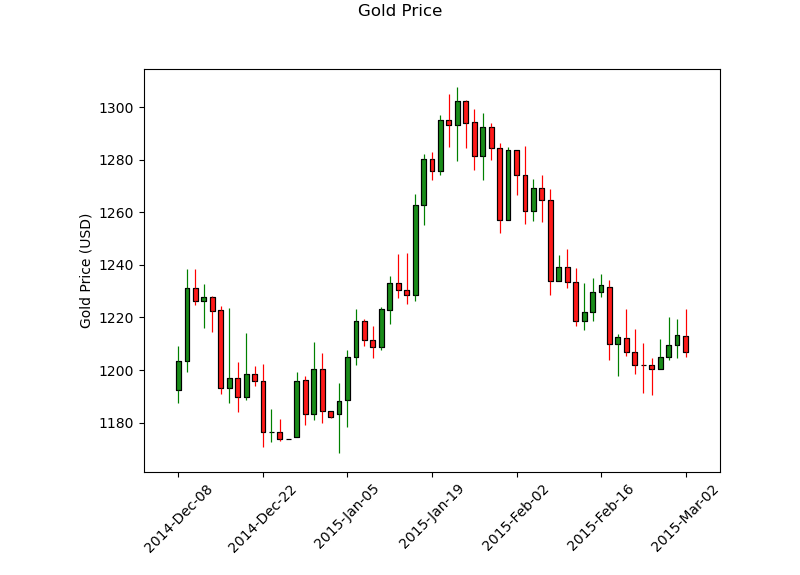 Gold Price
Gold Price (USD)
1300
1280
1260
1240
1220
1200
1180
2014-Dec-08
2014-Dec-22
2015-Jan-05
2015-Jan-19
2015-Feb-02
2015-Feb-16
2015-Mar-02